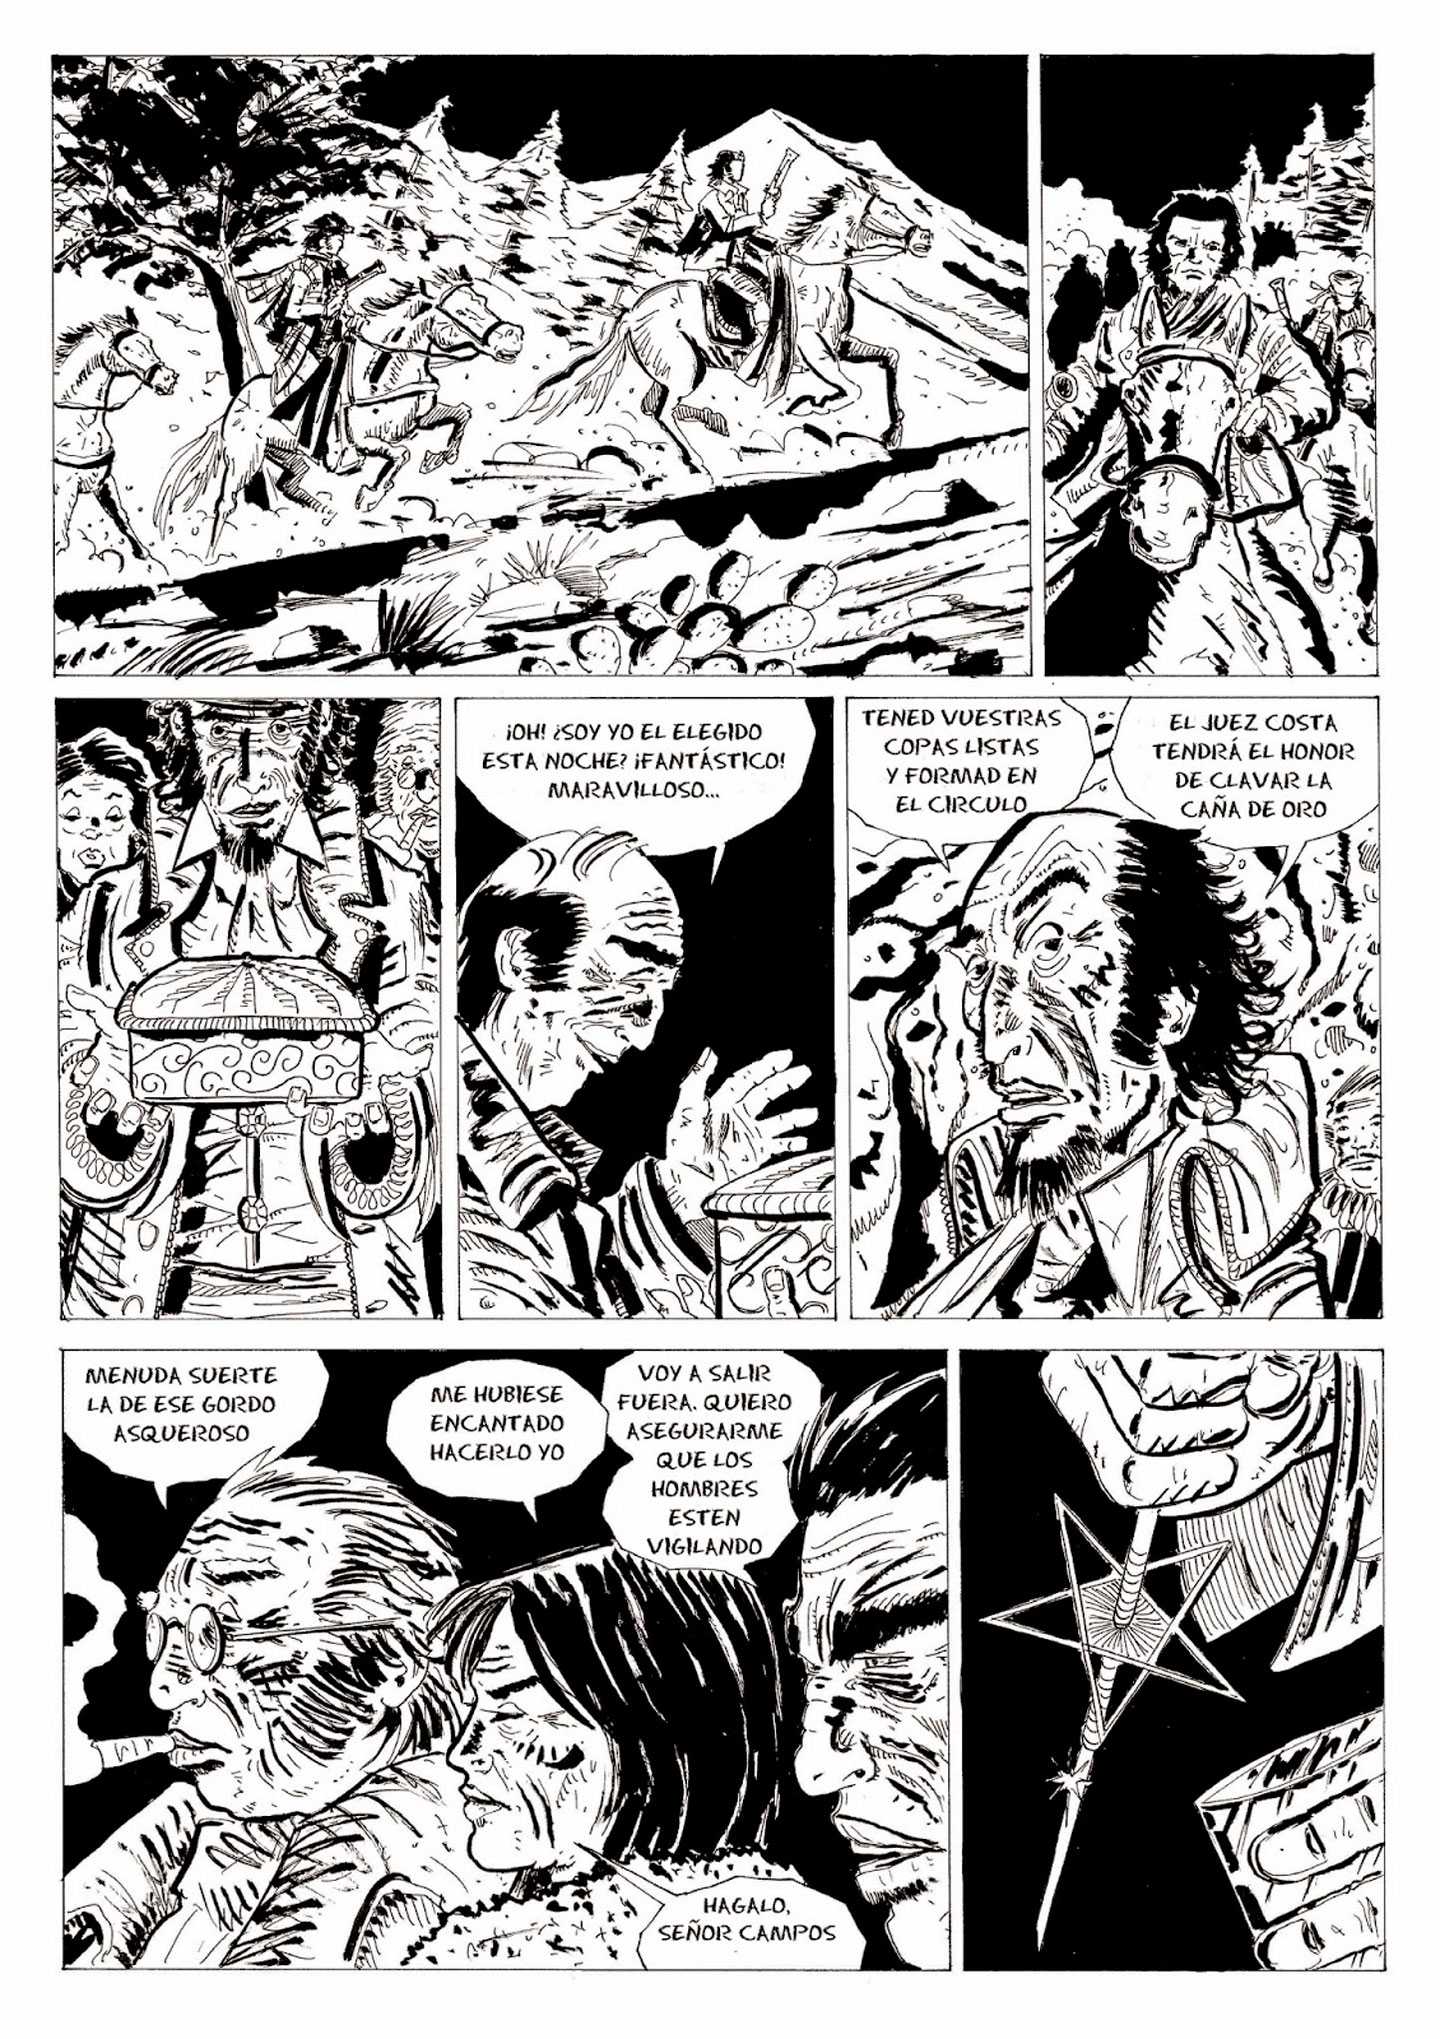 ¡OH! ¿SOY YO EL ELEGIDO
ESTA NOCHE? ¡FANTÁSTICO!
MARAVILLOSO...
TENED VUESTRAS
COPAS LISTAS
Y FORMAD EN
EL CIRCULO
EL JUEZ COSTA
TENDRÁ EL HONOR
DE CLAVAR LA
CAÑA DE ORO
MENUDA SUERTE
LA DE ESE GORDO
ASQUEROSO
ME HUBIESE
ENCANTADO
HACERLO YO
VOY A SALIR
FUERA. QUIERO
ASEGURARME
QUE LOS
HOMBRES
ESTEN
VIGILANDO
HAGALO,
SEÑOR CAMPOS